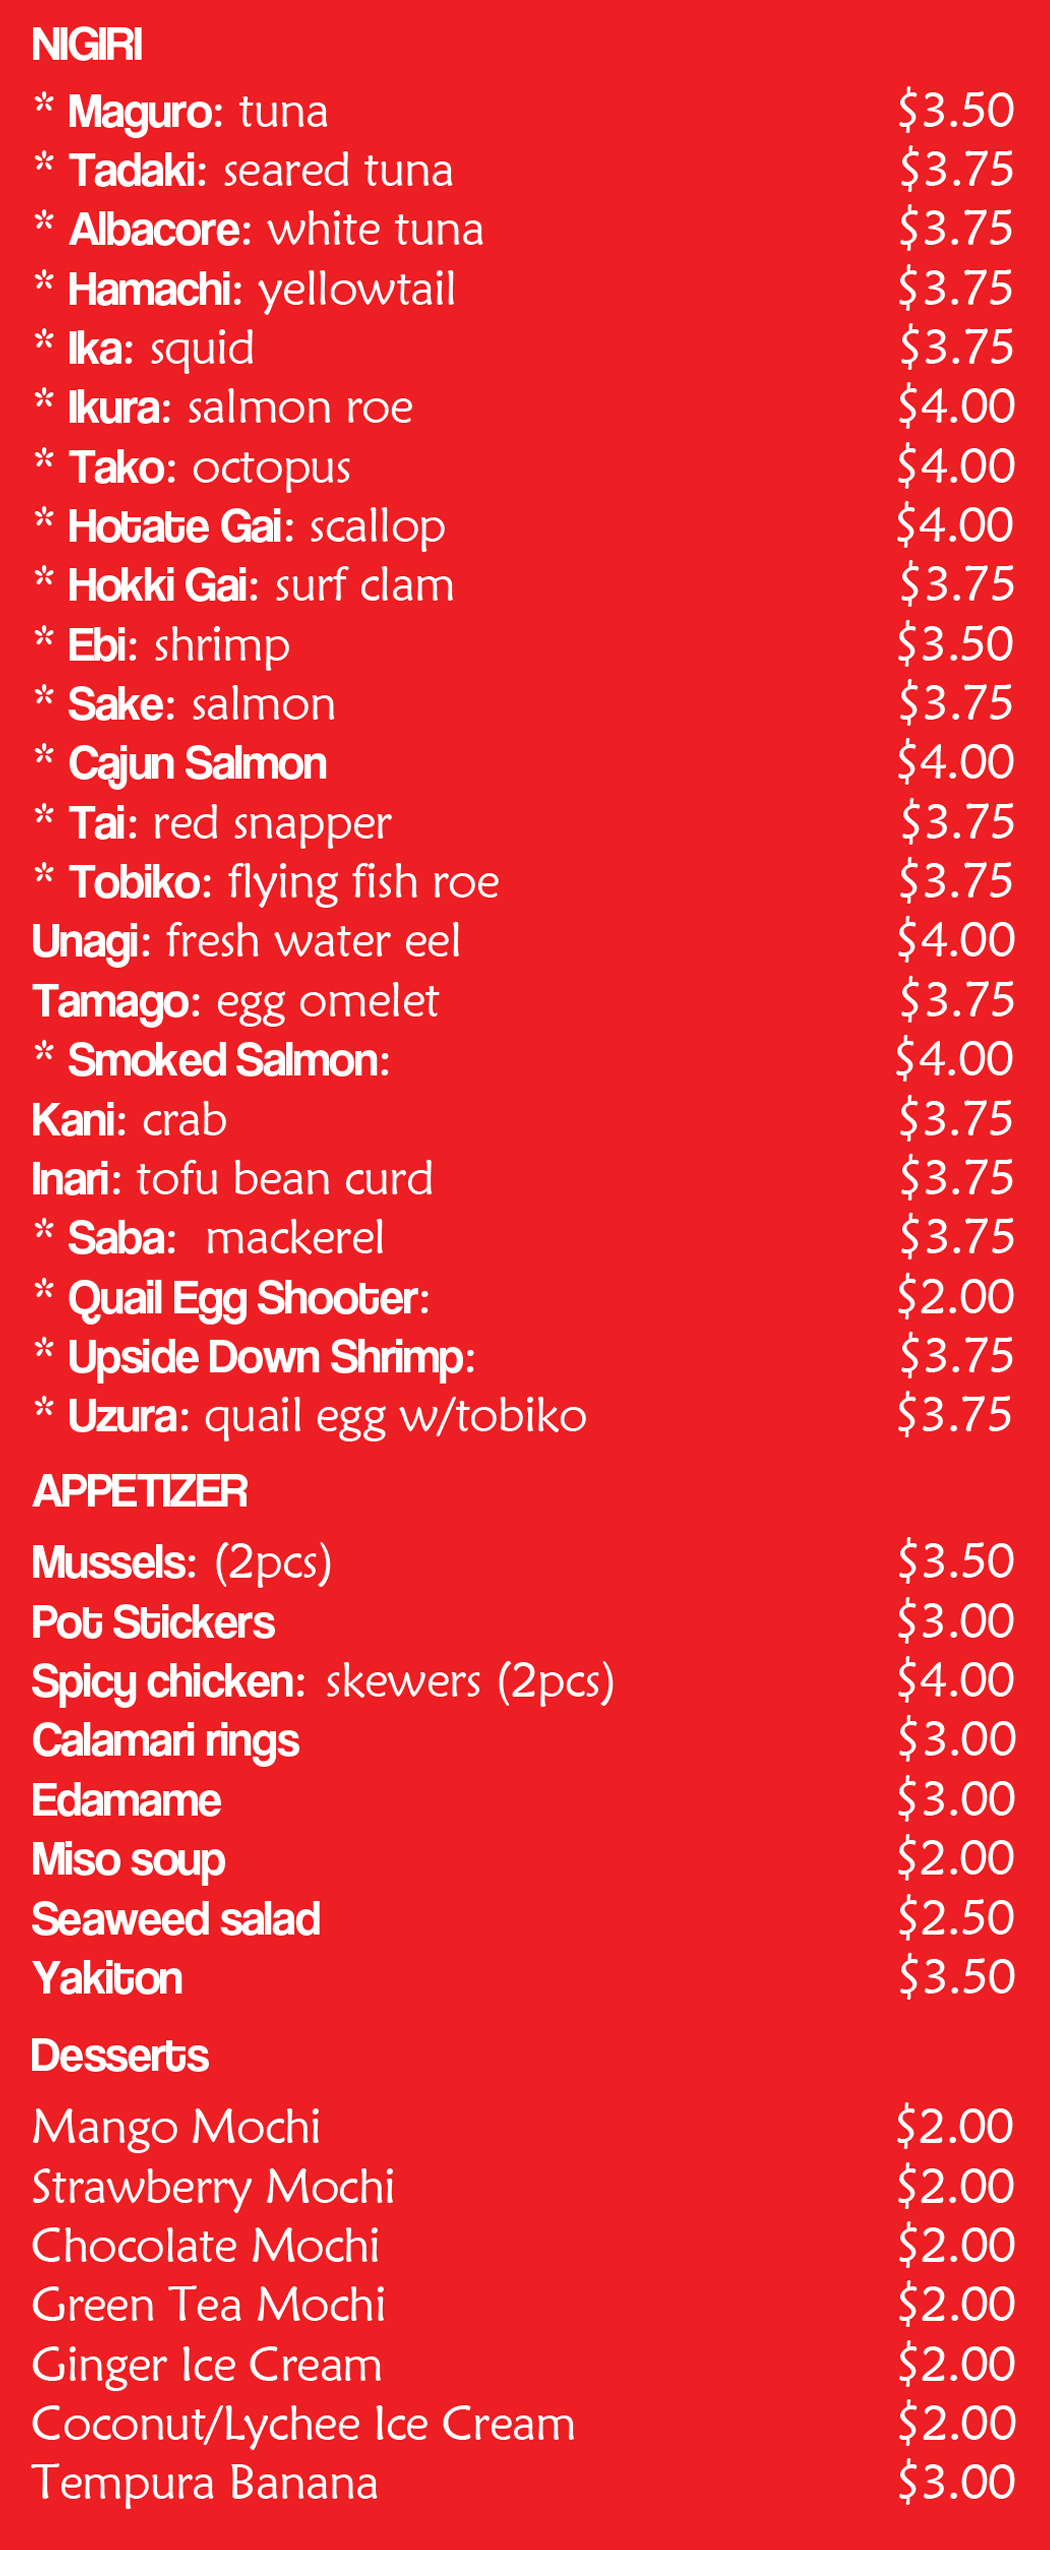 NIGIRI
* Maguro: tuna $3.50
* Tadaki: seared tuna $3.75
* Albacore: white tuna $3.75
* Hamachi: yellowtail $3.75
* Ika: squid $3.75
* Ikura: salmon roe $4.00
* Tako: octopus $4.00
* Hotate Gai: scallop $4.00
* Hokki Gai: surf clam $3.75
* Ebi: shrimp $3.50
* Sake: salmon $3.75
* Cajun Salmon $4.00
* Tai: red snapper $3.75
* Tobiko: flying fish roe $3.75
Unagi: fresh water eel $4.00
Tamago: egg omelet $3.75
* Smoked Salmon: $4.00
Kani: crab $3.75
Inari: tofu bean curd $3.75
* Saba: mackerel $3.75
* Quail Egg Shooter: $2.00
* Upside Down Shrimp: $3.75
* Uzura: quail egg w/tobiko $3.75
APPETIZER
Mussels: (2pcs) $3.50
Pot Stickers $3.00
Spicy chicken: skewers (2pcs) $4.00
Calamari rings $3.00
Edamame $3.00
Miso soup $2.00
Seaweed salad $2.50
Yakiton $3.50
Desserts
Mango Mochi $2.00
Strawberry Mochi $2.00
Chocolate Mochi $2.00
Green Tea Mochi $2.00
Ginger Ice Cream $2.00
Coconut/Lychee Ice Cream $2.00
Tempura Banana $3.00